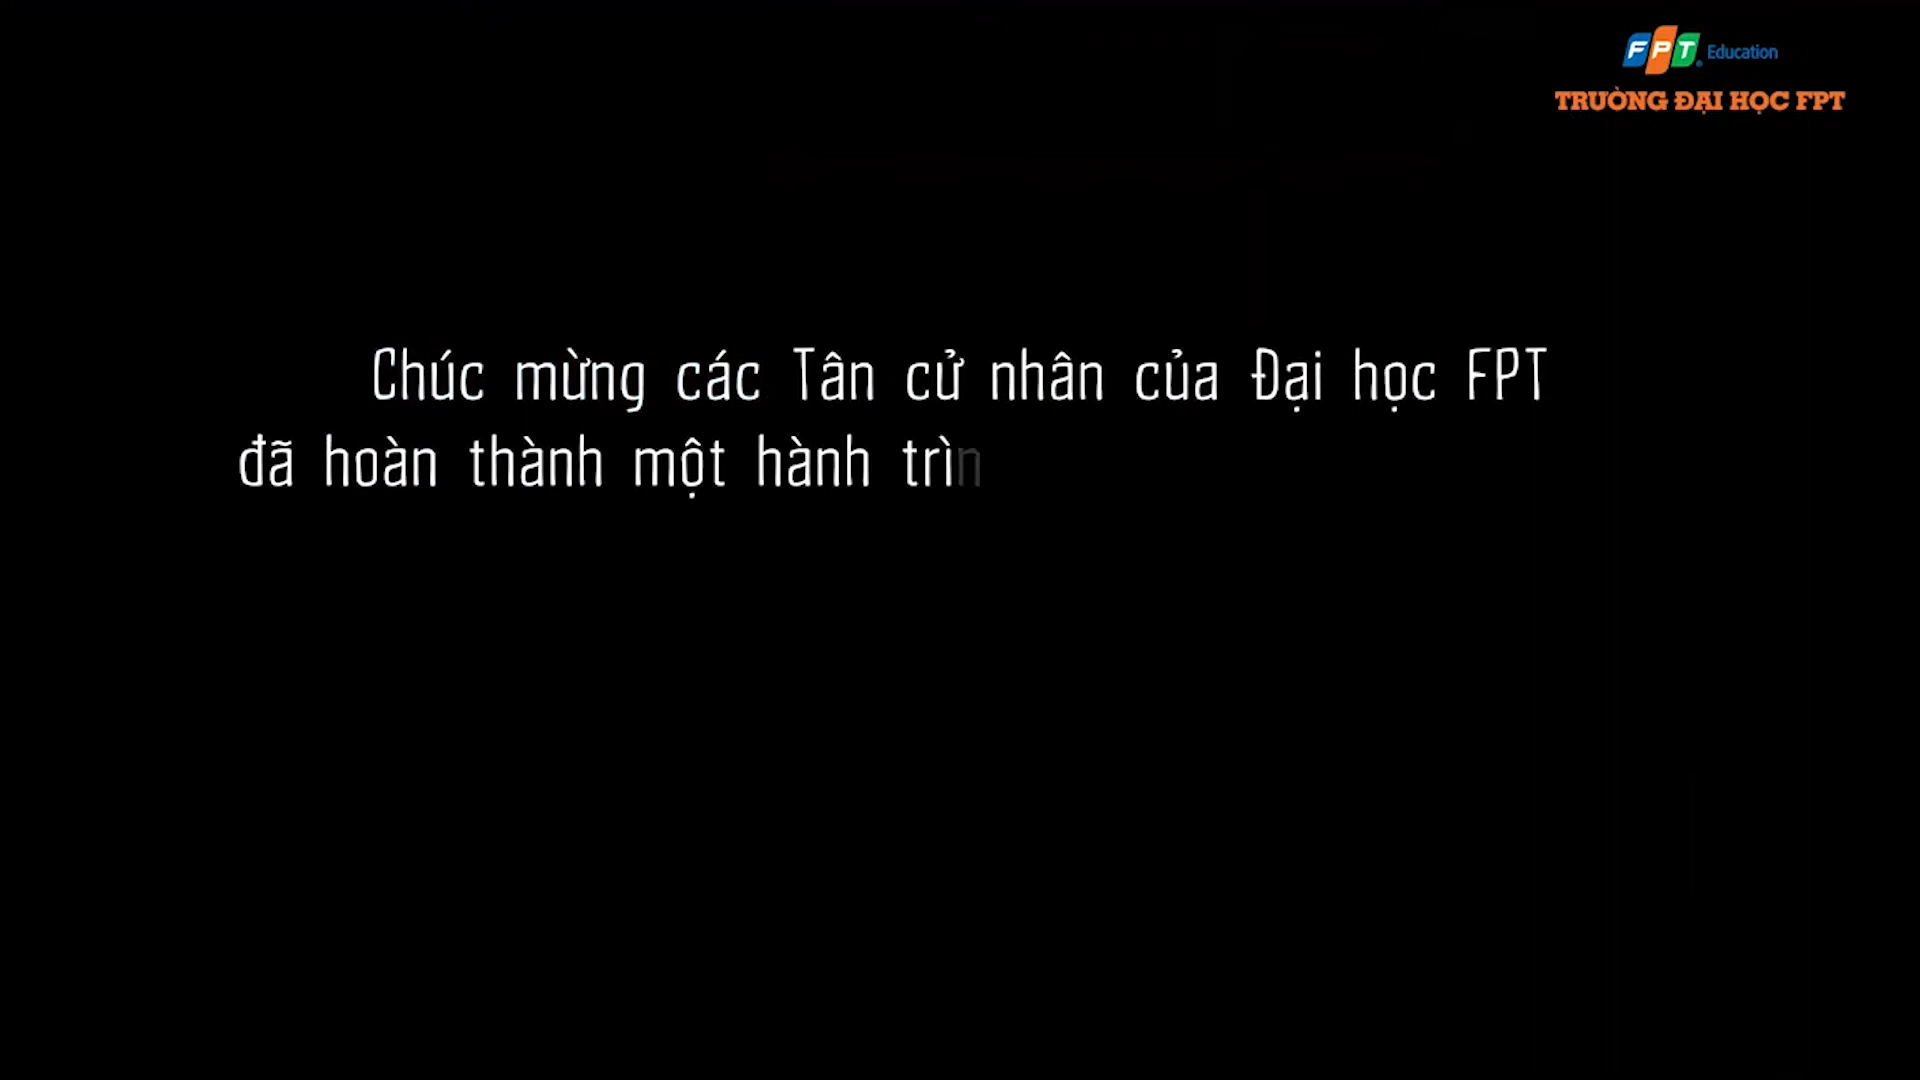 FPT Education
TRƯỜNG ĐẠI HỌC FPT
Chúc mừng các Tân cử nhân của Đại học FPT
đã hoàn thành một hành trìn